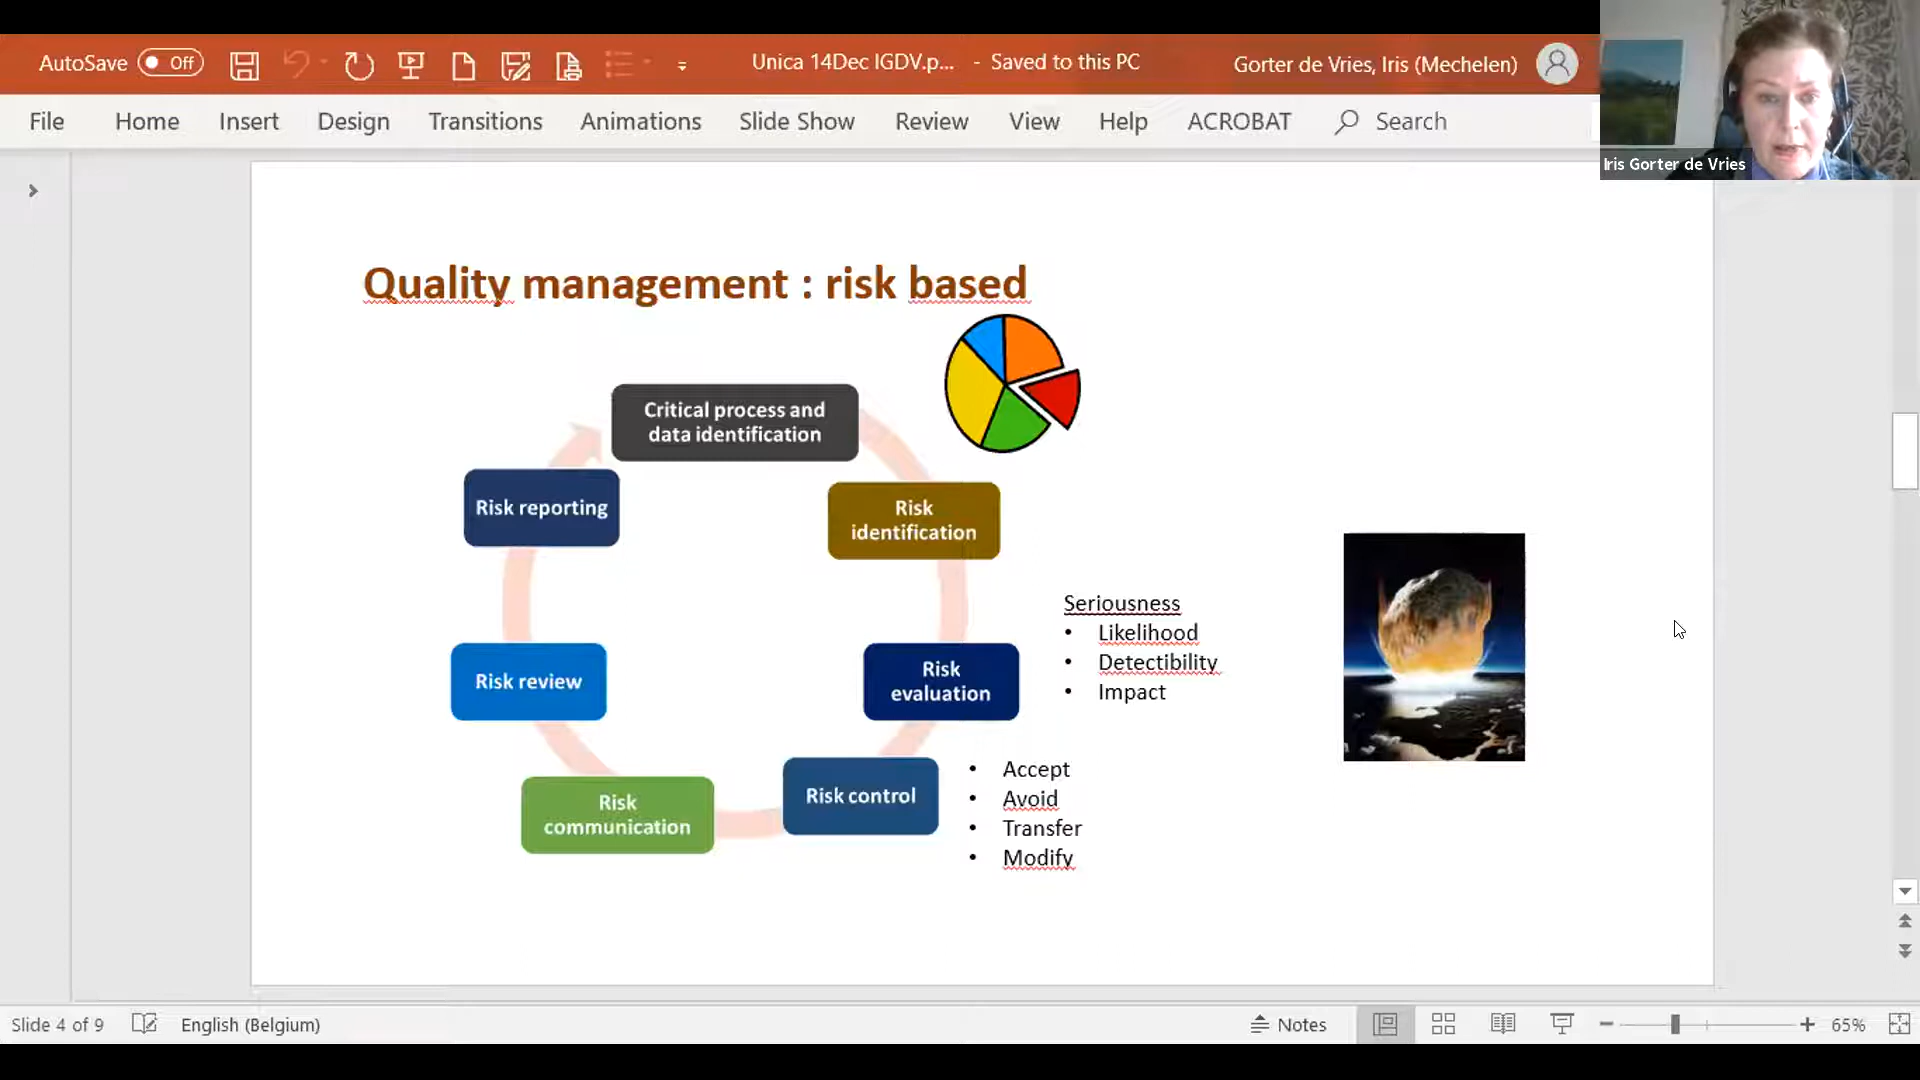 AutoSave Off
Unica 14Dec IGDV.p... - Saved to this PC
Gorter de Vries, Iris (Mechelen)
File Home Insert Design Transitions Animations Slide Show Review View Help ACROBAT Search
Iris Gorter de Vries
Quality management : risk based
Critical process and
data identification
Risk reporting
Risk
identification
Seriousness
• Likelihood
• Detectibility
• Impact
Risk review
Risk
evaluation
Risk control
• Accept
• Avoid
• Transfer
• Modify
Risk
communication
Slide 4 of 9 English (Belgium) Notes 65%